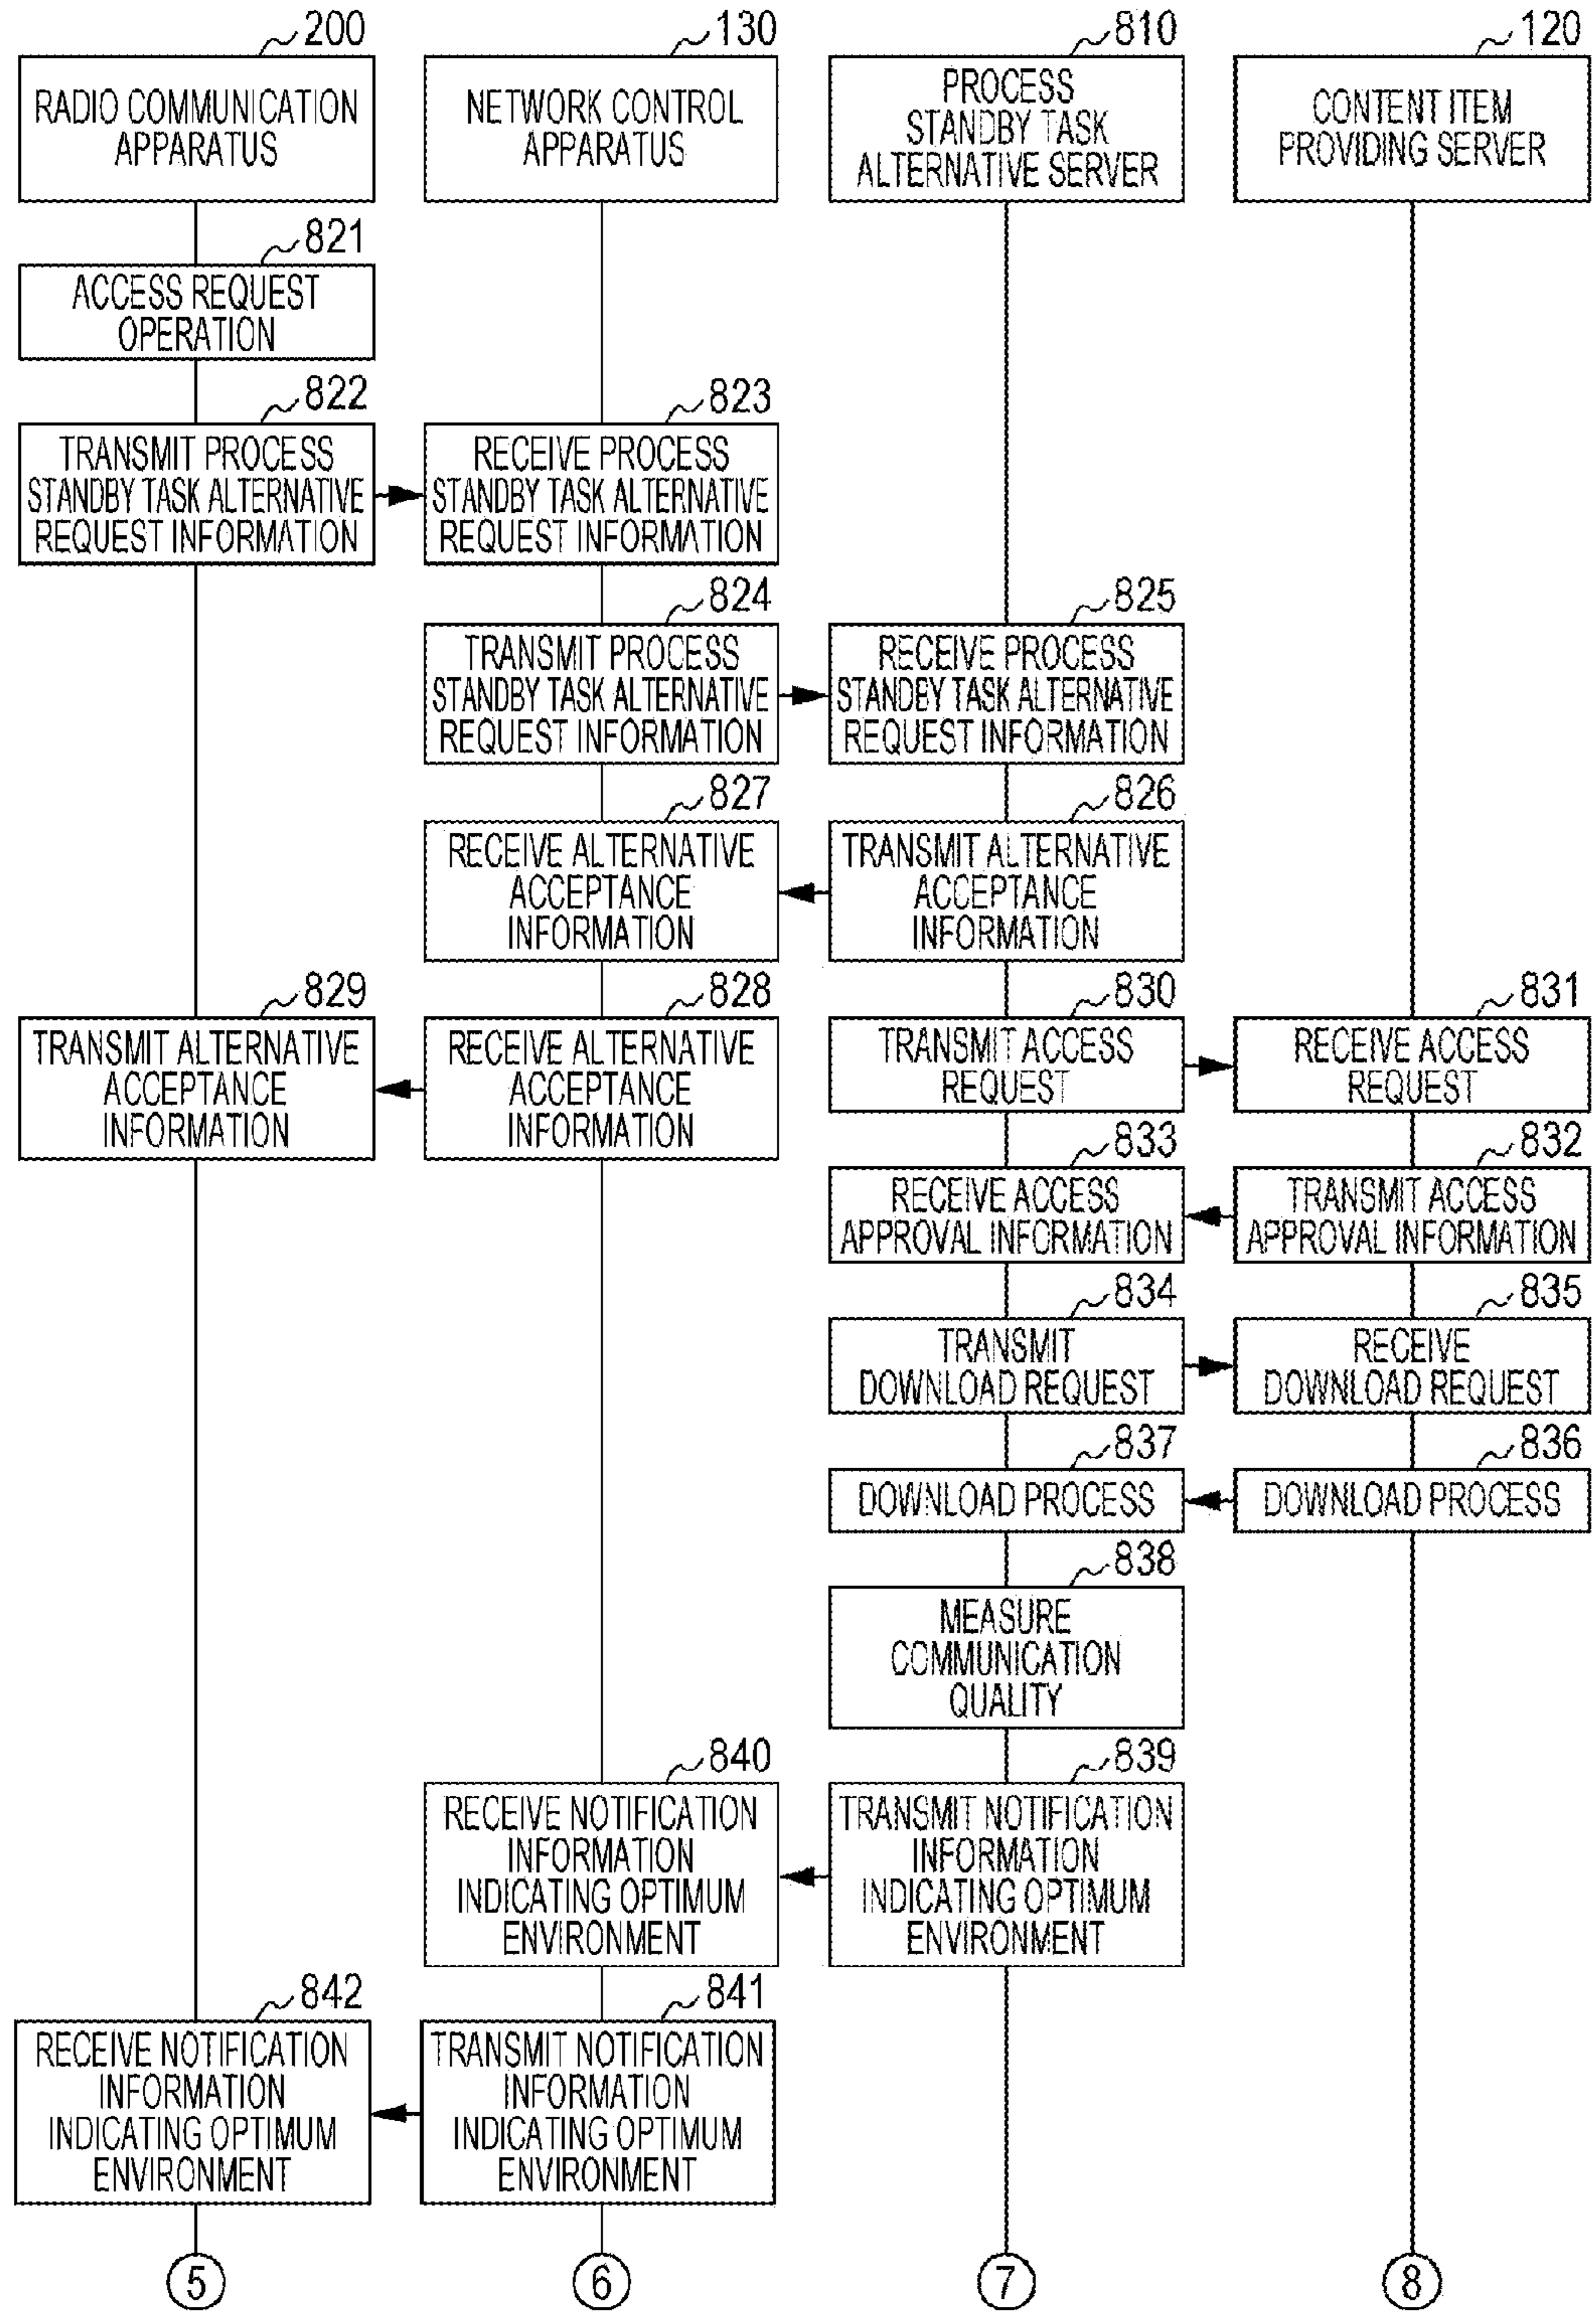 200
130
810
120
RADIO COMMUNICATION
APPARATUS
NETWORK CONTROL
APPARATUS
PROCESS
STANDBY TASK
ALTERNATIVE SERVER
CONTENT ITEM
PROVIDING SERVER
821
ACCESS REQUEST
OPERATION
822
TRANSMIT PROCESS
STANDBY TASK ALTERNATIVE
REQUEST INFORMATION
823
RECEIVE PROCESS
STANDBY TASK ALTERNATIVE
REQUEST INFORMATION
824
TRANSMIT PROCESS
STANDBY TASK ALTERNATIVE
REQUEST INFORMATION
825
RECEIVE PROCESS
STANDBY TASK ALTERNATIVE
REQUEST INFORMATION
827
RECEIVE ALTERNATIVE
ACCEPTANCE
INFORMATION
826
TRANSMIT ALTERNATIVE
ACCEPTANCE
INFORMATION
829
TRANSMIT ALTERNATIVE
ACCEPTANCE
INFORMATION
828
RECEIVE ALTERNATIVE
ACCEPTANCE
INFORMATION
830
TRANSMIT ACCESS
REQUEST
831
RECEIVE ACCESS
REQUEST
833
RECEIVE ACCESS
APPROVAL INFORMATION
832
TRANSMIT ACCESS
APPROVAL INFORMATION
834
TRANSMIT
DOWNLOAD REQUEST
835
RECEIVE
DOWNLOAD REQUEST
837
DOWNLOAD PROCESS
836
DOWNLOAD PROCESS
838
MEASURE
COMMUNICATION
QUALITY
840
RECEIVE NOTIFICATION
INFORMATION
INDICATING OPTIMUM
ENVIRONMENT
839
TRANSMIT NOTIFICATION
INFORMATION
INDICATING OPTIMUM
ENVIRONMENT
842
RECEIVE NOTIFICATION
INFORMATION
INDICATING OPTIMUM
ENVIRONMENT
841
TRANSMIT NOTIFICATION
INFORMATION
INDICATING OPTIMUM
ENVIRONMENT
5
6
7
8